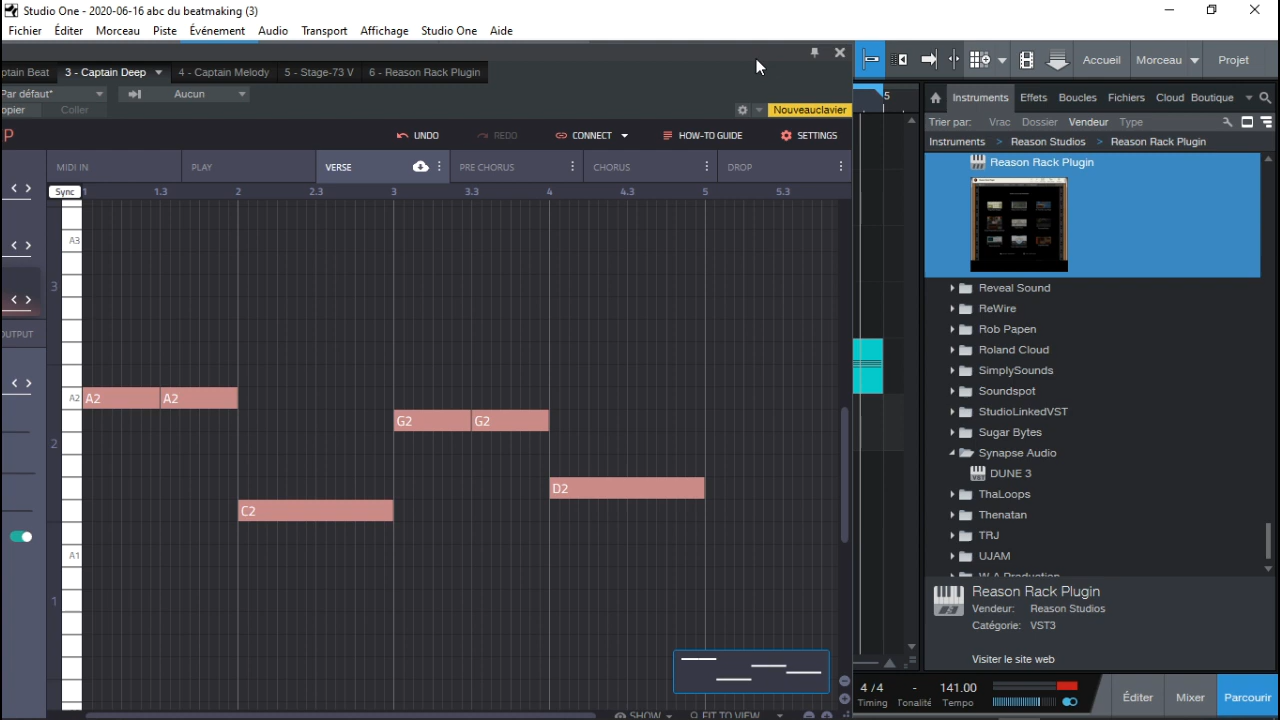 Studio One - 2020-06-16 abc du beatmaking (3)
Fichier Éditer Morceau Piste Événement Audio Transport Affichage Studio One Aide
ptain Beat 3 - Captain Deep 4 - Captain Melody 5 - Stage-73 V 6 - Reason Rack Plugin
Par défaut* Aucun
opier Coller Nouveauclavier
P UNDO REDO CONNECT HOW-TO GUIDE SETTINGS
MIDI IN PLAY VERSE PRE CHORUS CHORUS DROP
Sync 1 1.3 2 2.3 3 3.3 4 4.3 5 5.3
A3
3
OUTPUT
A2 A2 A2
G2 G2
2
D2
C2
A1
1
SHOW FIT TO VIEW
5
Accueil Morceau Projet
Instruments Effets Boucles Fichiers Cloud Boutique
Trier par: Vrac Dossier Vendeur Type
Instruments > Reason Studios > Reason Rack Plugin
Reason Rack Plugin
Reveal Sound
ReWire
Rob Papen
Roland Cloud
SimplySounds
Soundspot
StudioLinkedVST
Sugar Bytes
Synapse Audio
DUNE 3
ThaLoops
Thenatan
TRJ
UJAM
W.A Production
Reason Rack Plugin
Vendeur: Reason Studios
Catégorie: VST3
Visiter le site web
4 / 4 - 141.00
Timing Tonalité Tempo
Éditer Mixer Parcourir